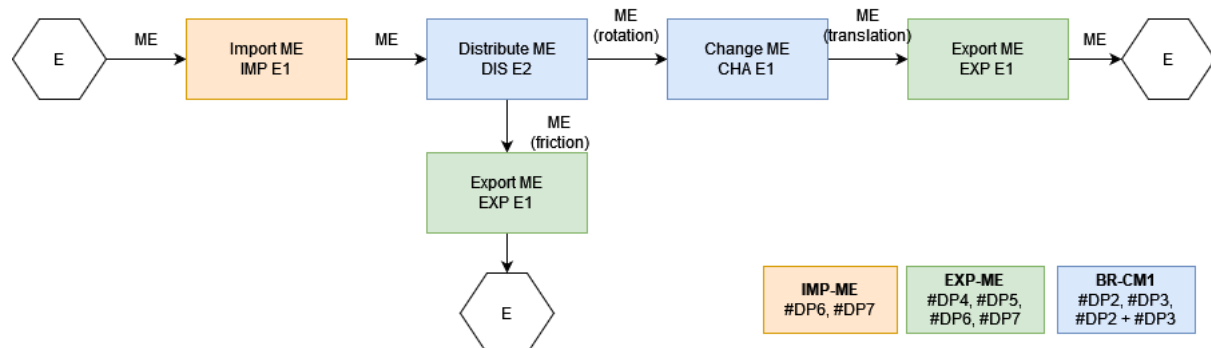 E
ME
Import ME
IMP E1
ME
Distribute ME
DIS E2
ME
(rotation)
Change ME
CHA E1
ME
(translation)
Export ME
EXP E1
ME
E
ME
(friction)
Export ME
EXP E1
E
IMP-ME
#DP6, #DP7
EXP-ME
#DP4, #DP5,
#DP6, #DP7
BR-CM1
#DP2, #DP3,
#DP2 + #DP3